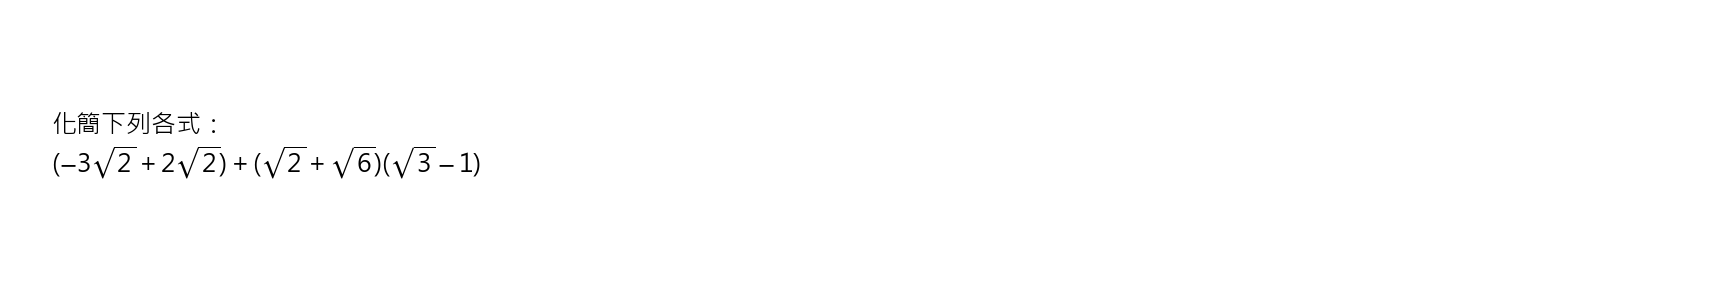 化簡下列各式：
(−3√2 + 2√2) + (√2 + √6)(√3 − 1)